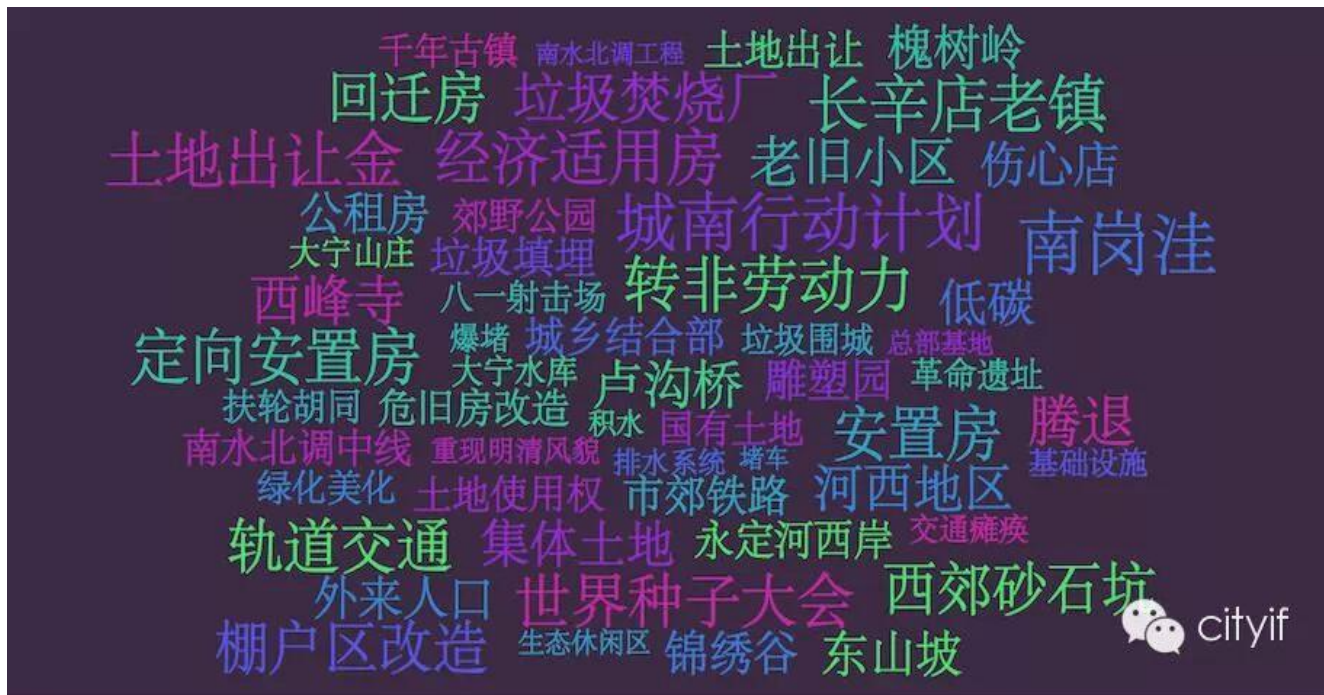 千年古镇 南水北调工程 土地出让 槐树岭
回迁房 垃圾焚烧厂 长辛店老镇
土地出让金 经济适用房 老旧小区 伤心店
公租房 郊野公园 城南行动计划 南岗洼
大宁山庄 垃圾填埋 转非劳动力
西峰寺 八一射击场 低碳
定向安置房 爆堵 城乡结合部 垃圾围城 总部基地
大宁水库 卢沟桥 雕塑园 革命遗址
扶轮胡同 危旧房改造 积水 国有土地 安置房 腾退
南水北调中线 重现明清风貌 排水系统 堵车 基础设施
绿化美化 土地使用权 市郊铁路 河西地区
轨道交通 集体土地 永定河西岸 交通瘫痪
外来人口 世界种子大会 西郊砂石坑
棚户区改造 生态休闲区 锦绣谷 东山坡
cityif